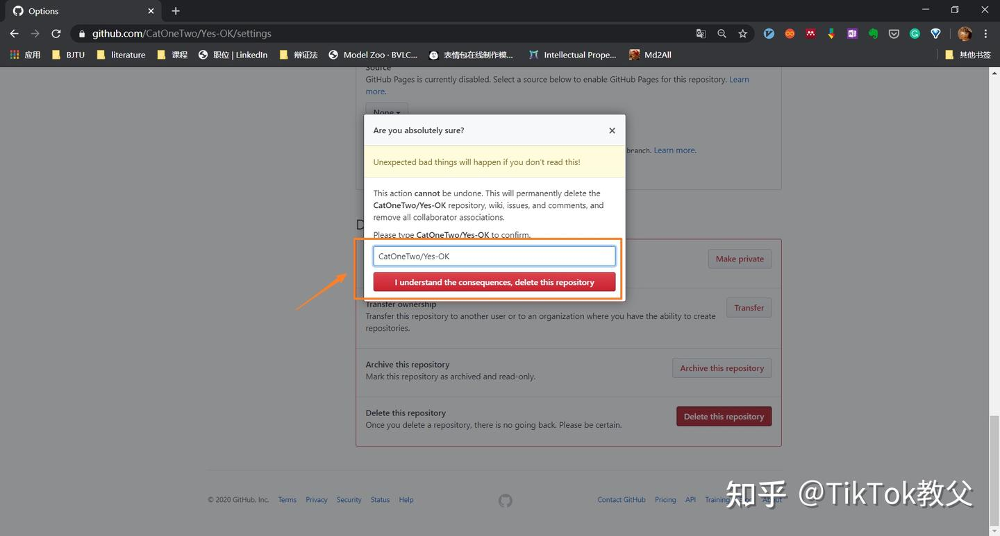 Options
github.com/CatOneTwo/Yes-OK/settings
应用 BJTU literature 课程 职位 | LinkedIn 辩证法 Model Zoo · BVLC... 表情包在线制作模... Intellectual Prope... Md2All 其他书签
Source
GitHub Pages is currently disabled. Select a source below to enable GitHub Pages for this repository. Learn
more.
None
Are you absolutely sure?
branch. Learn more.
Unexpected bad things will happen if you don't read this!
This action cannot be undone. This will permanently delete the
CatOneTwo/Yes-OK repository, wiki, issues, and comments, and
remove all collaborator associations.
Please type CatOneTwo/Yes-OK to confirm.
CatOneTwo/Yes-OK
Make private
I understand the consequences, delete this repository
Transfer ownership
Transfer this repository to another user or to an organization where you have the ability to create
repositories.
Transfer
Archive this repository
Mark this repository as archived and read-only.
Archive this repository
Delete this repository
Once you delete a repository, there is no going back. Please be certain.
Delete this repository
© 2020 GitHub, Inc. Terms Privacy Security Status Help Contact GitHub Pricing API Training Blog About
知乎 @TikTok教父